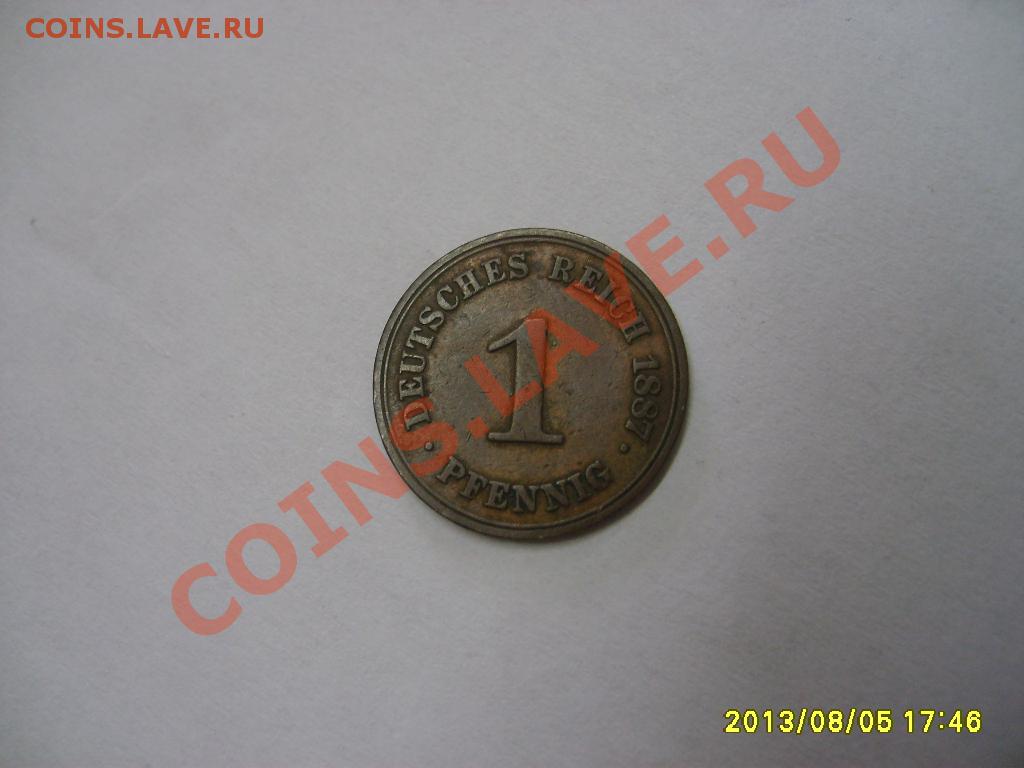 COINS.LAVE.RU
COINS.LAVE.RU
· DEUTSCHES REICH 1887 ·
1
PFENNIG
2013/08/05 17:46